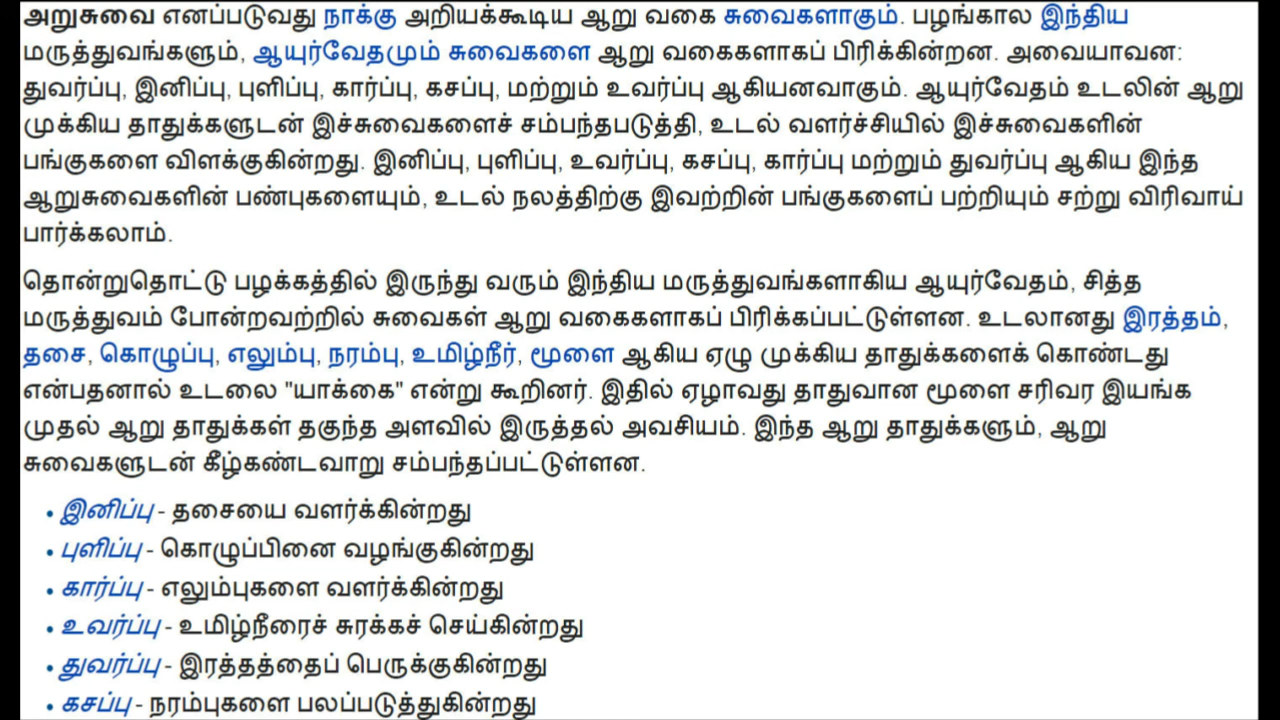 அறுசுவை எனப்படுவது நாக்கு அறியக்கூடிய ஆறு வகை சுவைகளாகும். பழங்கால இந்திய
மருத்துவங்களும், ஆயுர்வேதமும் சுவைகளை ஆறு வகைகளாகப் பிரிக்கின்றன. அவையாவன:
துவர்ப்பு, இனிப்பு, புளிப்பு, கார்ப்பு, கசப்பு, மற்றும் உவர்ப்பு ஆகியனவாகும். ஆயுர்வேதம் உடலின் ஆறு
முக்கிய தாதுக்களுடன் இச்சுவைகளைச் சம்பந்தபடுத்தி, உடல் வளர்ச்சியில் இச்சுவைகளின்
பங்குகளை விளக்குகின்றது. இனிப்பு, புளிப்பு, உவர்ப்பு, கசப்பு, கார்ப்பு மற்றும் துவர்ப்பு ஆகிய இந்த
ஆறுசுவைகளின் பண்புகளையும், உடல் நலத்திற்கு இவற்றின் பங்குகளைப் பற்றியும் சற்று விரிவாய்
பார்க்கலாம்.
தொன்றுதொட்டு பழக்கத்தில் இருந்து வரும் இந்திய மருத்துவங்களாகிய ஆயுர்வேதம், சித்த
மருத்துவம் போன்றவற்றில் சுவைகள் ஆறு வகைகளாகப் பிரிக்கப்பட்டுள்ளன. உடலானது இரத்தம்,
தசை, கொழுப்பு, எலும்பு, நரம்பு, உமிழ்நீர், மூளை ஆகிய ஏழு முக்கிய தாதுக்களைக் கொண்டது
என்பதனால் உடலை "யாக்கை" என்று கூறினர். இதில் ஏழாவது தாதுவான மூளை சரிவர இயங்க
முதல் ஆறு தாதுக்கள் தகுந்த அளவில் இருத்தல் அவசியம். இந்த ஆறு தாதுக்களும், ஆறு
சுவைகளுடன் கீழ்கண்டவாறு சம்பந்தப்பட்டுள்ளன.
• இனிப்பு - தசையை வளர்க்கின்றது
• புளிப்பு - கொழுப்பினை வழங்குகின்றது
• கார்ப்பு - எலும்புகளை வளர்க்கின்றது
• உவர்ப்பு - உமிழ்நீரைச் சுரக்கச் செய்கின்றது
• துவர்ப்பு - இரத்தத்தைப் பெருக்குகின்றது
• கசப்பு - நரம்புகளை பலப்படுத்துகின்றது